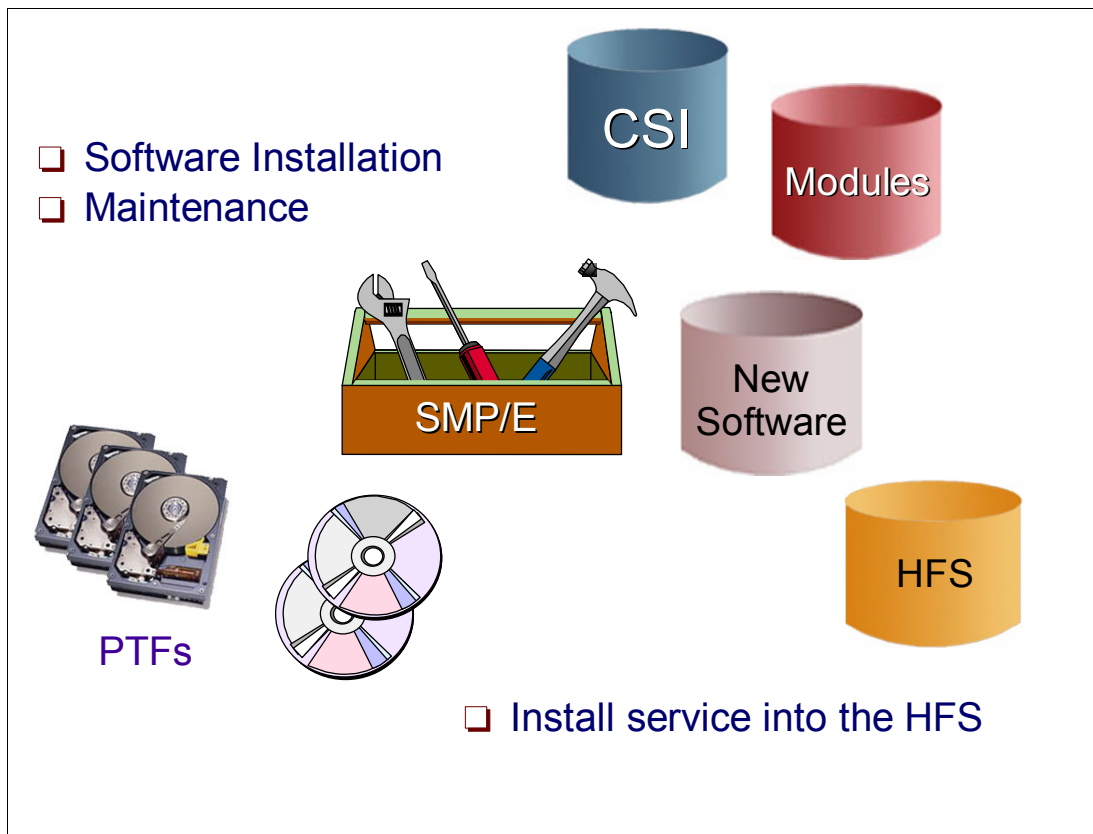 CSI
Modules
Software Installation
Maintenance
SMP/E
New
Software
HFS
PTFs
Install service into the HFS